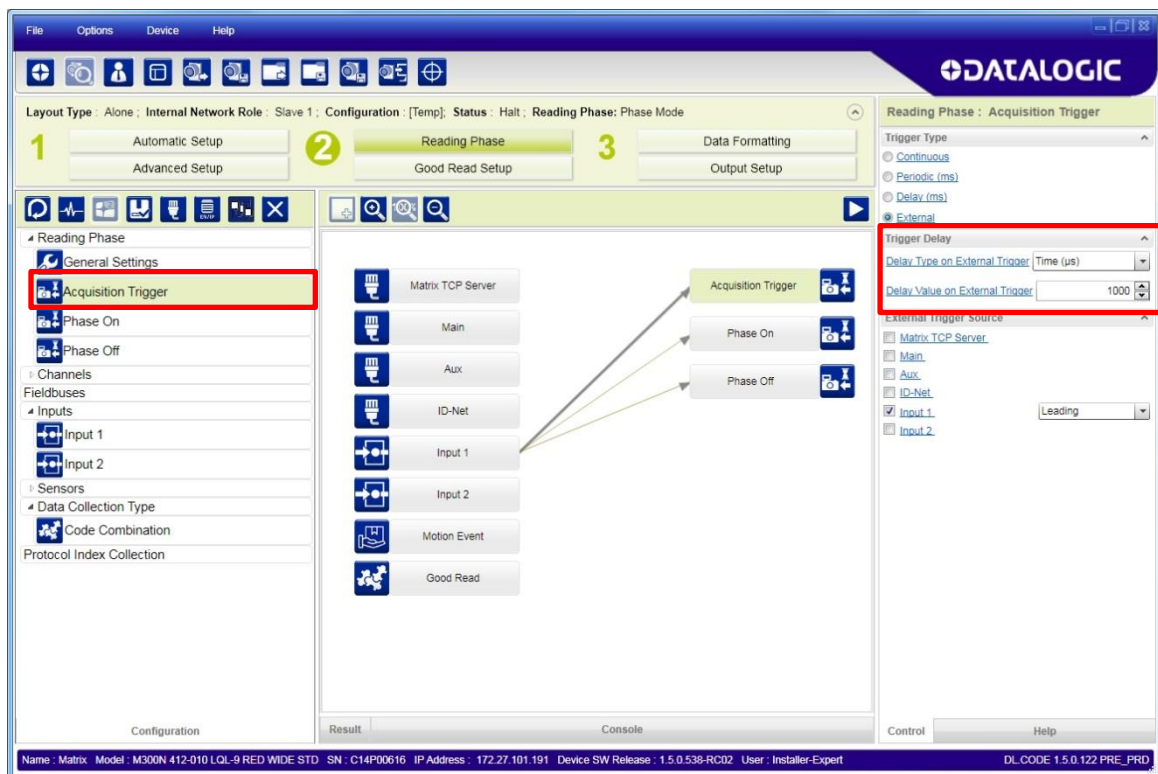 File Options Device Help
DATALOGIC
Layout Type : Alone ; Internal Network Role : Slave 1 ; Configuration : [Temp]; Status : Halt ; Reading Phase: Phase Mode
1 Automatic Setup
Advanced Setup
2 Reading Phase
Good Read Setup
3 Data Formatting
Output Setup
Reading Phase
General Settings
Acquisition Trigger
Phase On
Phase Off
Channels
Fieldbuses
Inputs
Input 1
Input 2
Sensors
Data Collection Type
Code Combination
Protocol Index Collection
Configuration
100%
Matrix TCP Server
Main
Aux
ID-Net
Input 1
Input 2
Motion Event
Good Read
Acquisition Trigger
Phase On
Phase Off
Result Console
Reading Phase : Acquisition Trigger
Trigger Type
Continuous
Periodic (ms)
Delay (ms)
External
Trigger Delay
Delay Type on External Trigger Time (µs)
Delay Value on External Trigger 1000
External Trigger Source
Matrix TCP Server
Main
Aux
ID-Net
Input 1 Leading
Input 2
Control Help
Name : Matrix Model : M300N 412-010 LQL-9 RED WIDE STD SN : C14P00616 IP Address : 172.27.101.191 Device SW Release : 1.5.0.538-RC02 User : Installer-Expert DL.CODE 1.5.0.122 PRE_PRD